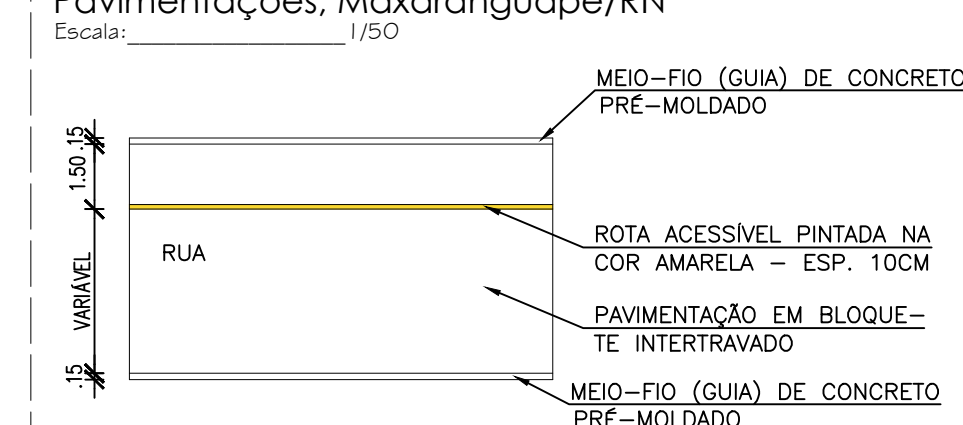 Pavimentações, Maxaranguape/RN
Escala:__________________1/50
MEIO-FIO (GUIA) DE CONCRETO
PRÉ-MOLDADO
.15
1.50
ROTA ACESSÍVEL PINTADA NA
COR AMARELA - ESP. 10CM
RUA
VARIÁVEL
PAVIMENTAÇÃO EM BLOQUE-
TE INTERTRAVADO
.15
MEIO-FIO (GUIA) DE CONCRETO
PRÉ-MOLDADO